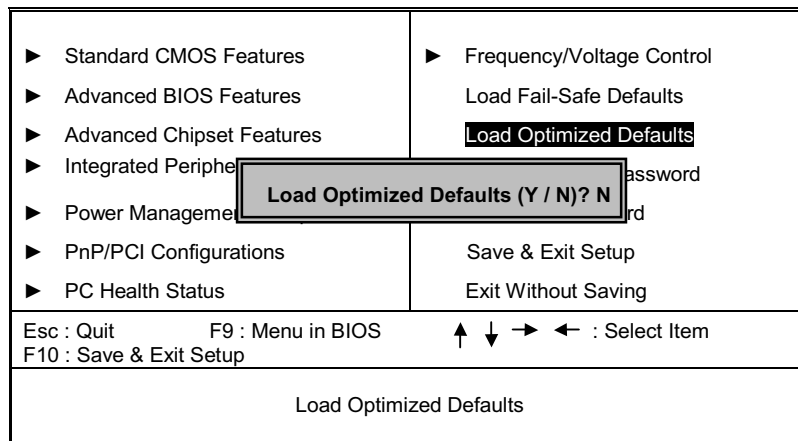 ► Standard CMOS Features
► Advanced BIOS Features
► Advanced Chipset Features
► Integrated Periphe
► Power Manageme
► PnP/PCI Configurations
► PC Health Status
► Frequency/Voltage Control
Load Fail-Safe Defaults
Load Optimized Defaults
assword
rd
Save & Exit Setup
Exit Without Saving
Load Optimized Defaults (Y / N)? N
Esc : Quit F9 : Menu in BIOS ↑ ↓ → ← : Select Item
F10 : Save & Exit Setup
Load Optimized Defaults